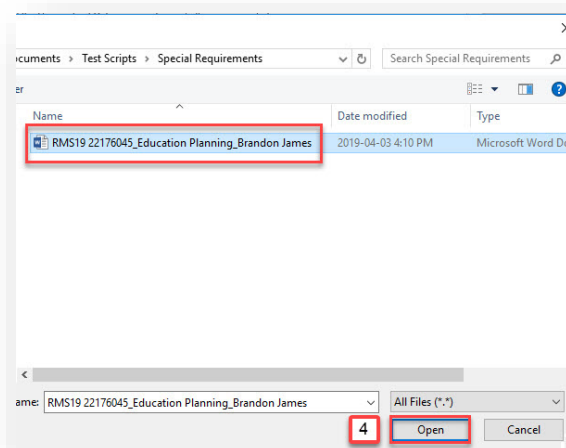 ocuments > Test Scripts > Special Requirements Search Special Requirements
er
Name Date modified Type
RMS19 22176045_Education Planning_Brandon James 2019-04-03 4:10 PM Microsoft Word Do
ame: RMS19 22176045_Education Planning_Brandon James All Files (*.*)
4 Open Cancel